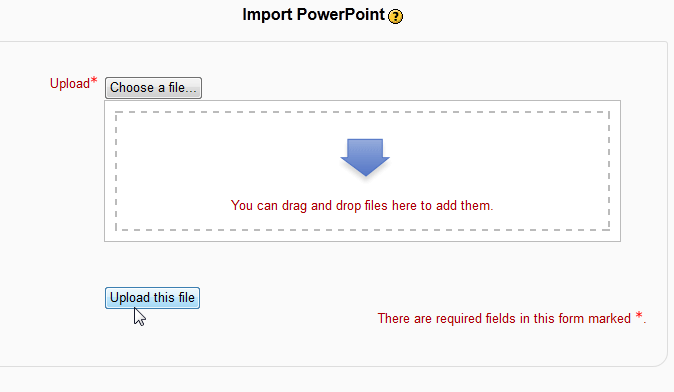 Import PowerPoint ?
Upload*
Choose a file...
You can drag and drop files here to add them.
Upload this file
There are required fields in this form marked *.